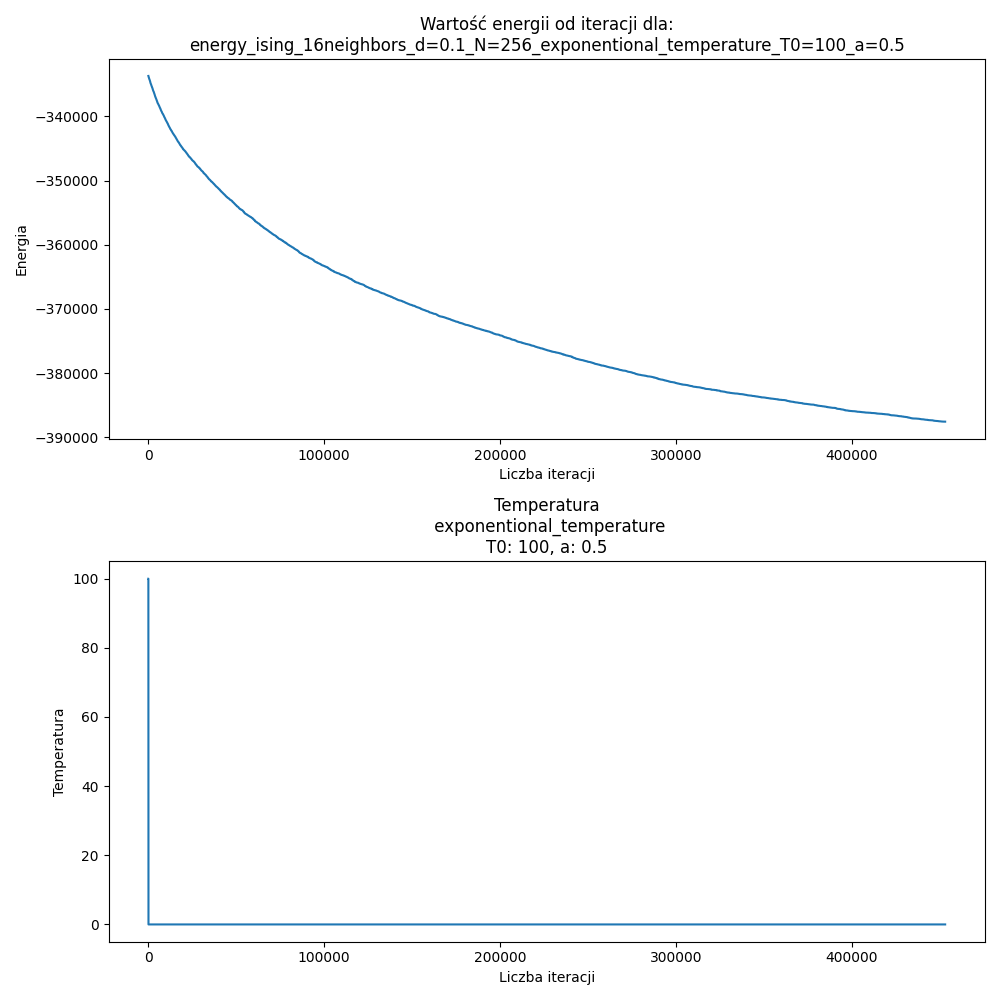 Wartość energii od iteracji dla:
energy_ising_16neighbors_d=0.1_N=256_exponentional_temperature_T0=100_a=0.5
−340000
−350000
−360000
−370000
−380000
−390000
Energia
0 100000 200000 300000 400000
Liczba iteracji
Temperatura
exponentional_temperature
T0: 100, a: 0.5
100
80
60
40
20
0
Temperatura
0 100000 200000 300000 400000
Liczba iteracji